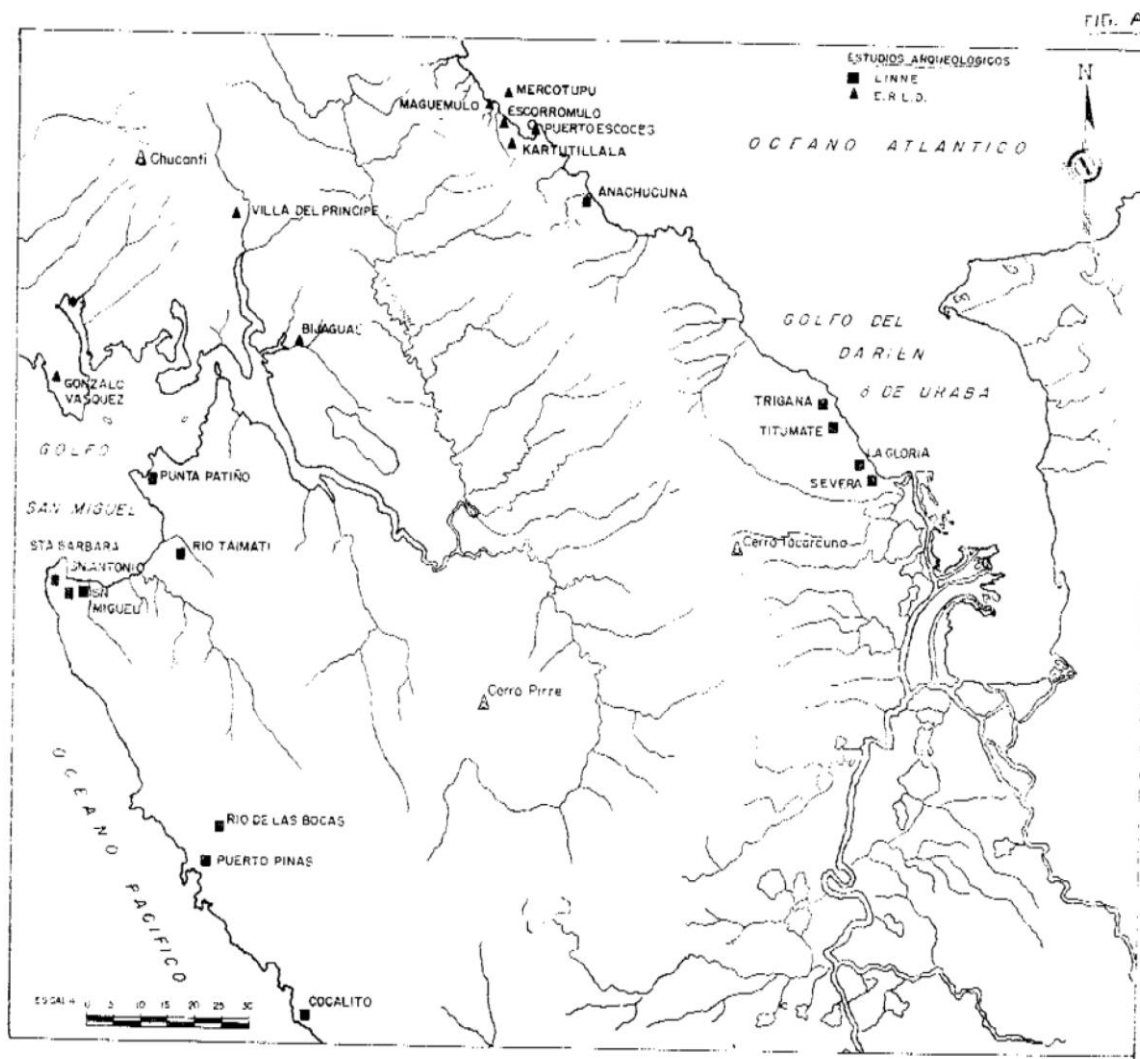 FIG. A
ESTUDIOS ARQUEOLÓGICOS
LINNE
E.R.L.D.
N
MERCOTUPU
MAGUEMULO
ESCORROMULO
PUERTO ESCOCES
KARTUTILLALA
OCEANO ATLANTICO
Chucanti
ANACHUCUNA
VILLA DEL PRINCIPE
GOLFO DEL
DARIEN
ó DE URABA
BIJAGUAL
GONZALO
VASQUEZ
TRIGANA
TITUMATE
GOLFO
LA GLORIA
PUNTA PATIÑO
SEVERA
SAN MIGUEL
STA BARBARA
RIO TAIMATI
Cerro Tacarcuna
SN ANTONIO
SN
MIGUEL
Cerro Pirre
OCEANO PACIFICO
RIO DE LAS BOCAS
PUERTO PINAS
COCALITO
ESCALA 0 5 10 15 20 25 30